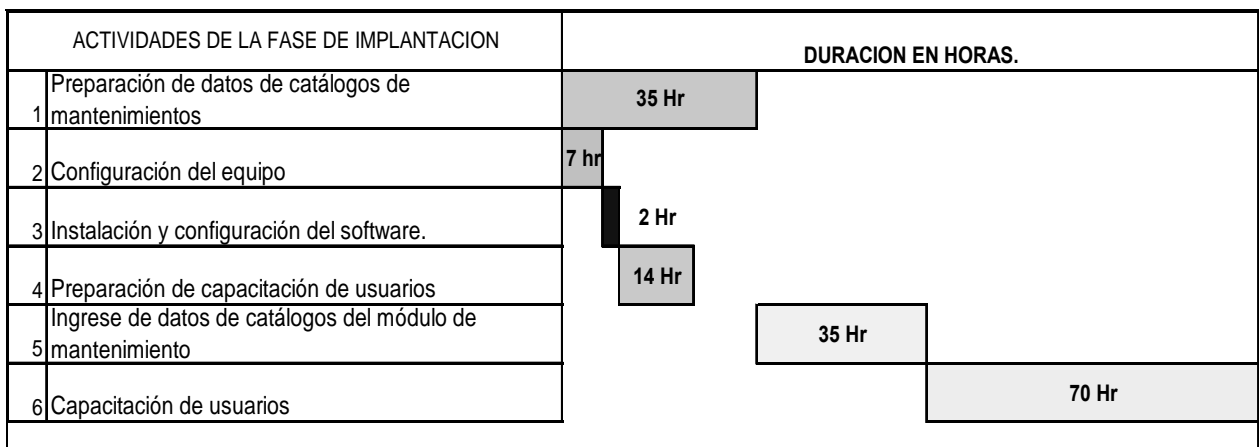 ACTIVIDADES DE LA FASE DE IMPLANTACION
DURACION EN HORAS.
Preparación de datos de catálogos de
1 mantenimientos
35 Hr
2 Configuración del equipo
7 hr
3 Instalación y configuración del software.
2 Hr
4 Preparación de capacitación de usuarios
14 Hr
Ingrese de datos de catálogos del módulo de
5 mantenimiento
35 Hr
6 Capacitación de usuarios
70 Hr